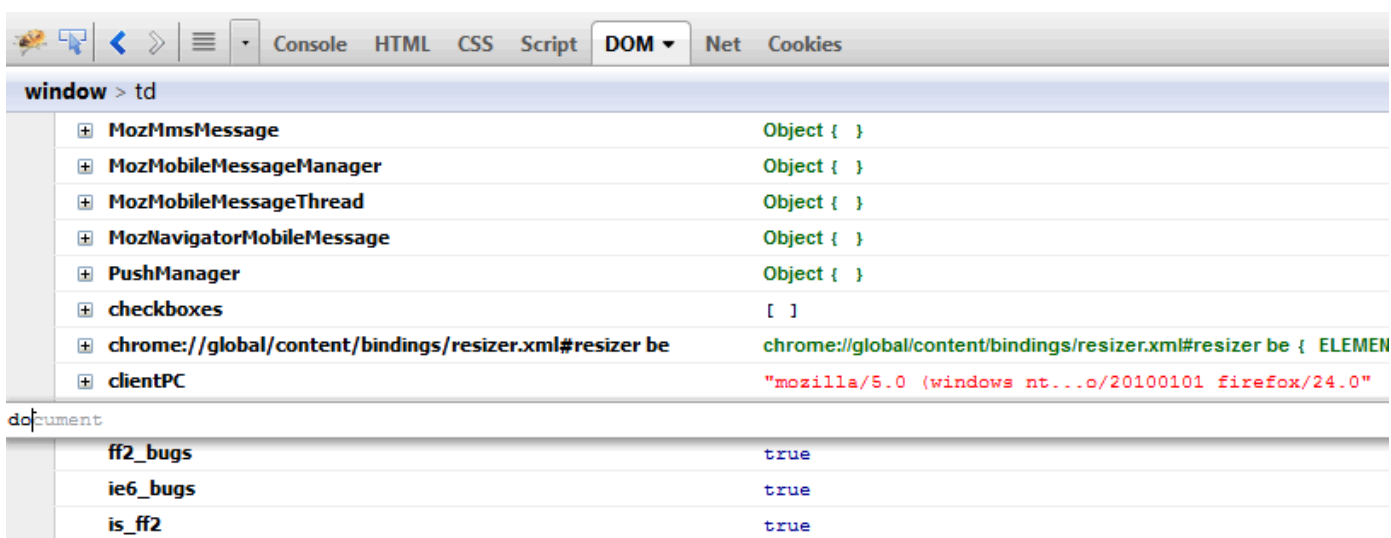 Console HTML CSS Script DOM Net Cookies
window > td
MozMmsMessage Object { }
MozMobileMessageManager Object { }
MozMobileMessageThread Object { }
MozNavigatorMobileMessage Object { }
PushManager Object { }
checkboxes [ ]
chrome://global/content/bindings/resizer.xml#resizer be chrome://global/content/bindings/resizer.xml#resizer be { ELEMEN
clientPC "mozilla/5.0 (windows nt...o/20100101 firefox/24.0"
document
ff2_bugs true
ie6_bugs true
is_ff2 true